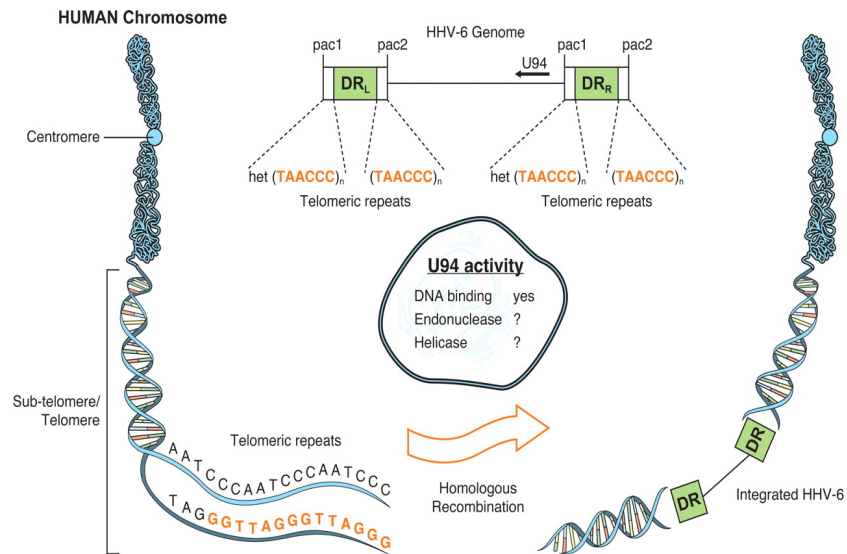 HUMAN Chromosome
Centromere
Sub-telomere/
Telomere
Telomeric repeats
AATCCCAATCCCAATCCC
TAGGGTTAGGGTTAGGG
HHV-6 Genome
pac1 pac2 pac1 pac2
U94
DRL DRR
het (TAACCC)n (TAACCC)n het (TAACCC)n (TAACCC)n
Telomeric repeats Telomeric repeats
U94 activity
DNA binding yes
Endonuclease ?
Helicase ?
Homologous
Recombination
DR
DR
Integrated HHV-6